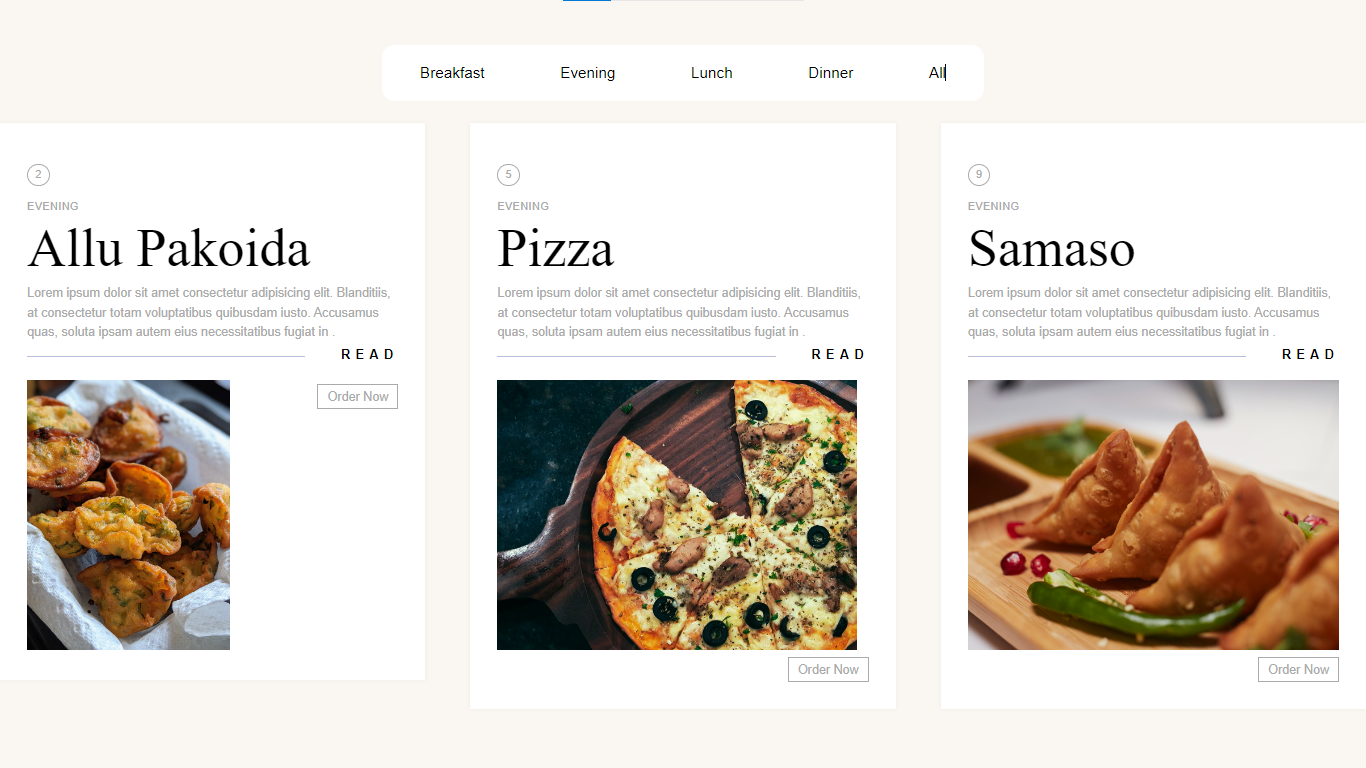 Breakfast Evening Lunch Dinner All
2
EVENING
Allu Pakoida
Lorem ipsum dolor sit amet consectetur adipisicing elit. Blanditiis,
at consectetur totam voluptatibus quibusdam iusto. Accusamus
quas, soluta ipsam autem eius necessitatibus fugiat in .
READ
Order Now
5
EVENING
Pizza
Lorem ipsum dolor sit amet consectetur adipisicing elit. Blanditiis,
at consectetur totam voluptatibus quibusdam iusto. Accusamus
quas, soluta ipsam autem eius necessitatibus fugiat in .
READ
Order Now
9
EVENING
Samaso
Lorem ipsum dolor sit amet consectetur adipisicing elit. Blanditiis,
at consectetur totam voluptatibus quibusdam iusto. Accusamus
quas, soluta ipsam autem eius necessitatibus fugiat in .
READ
Order Now